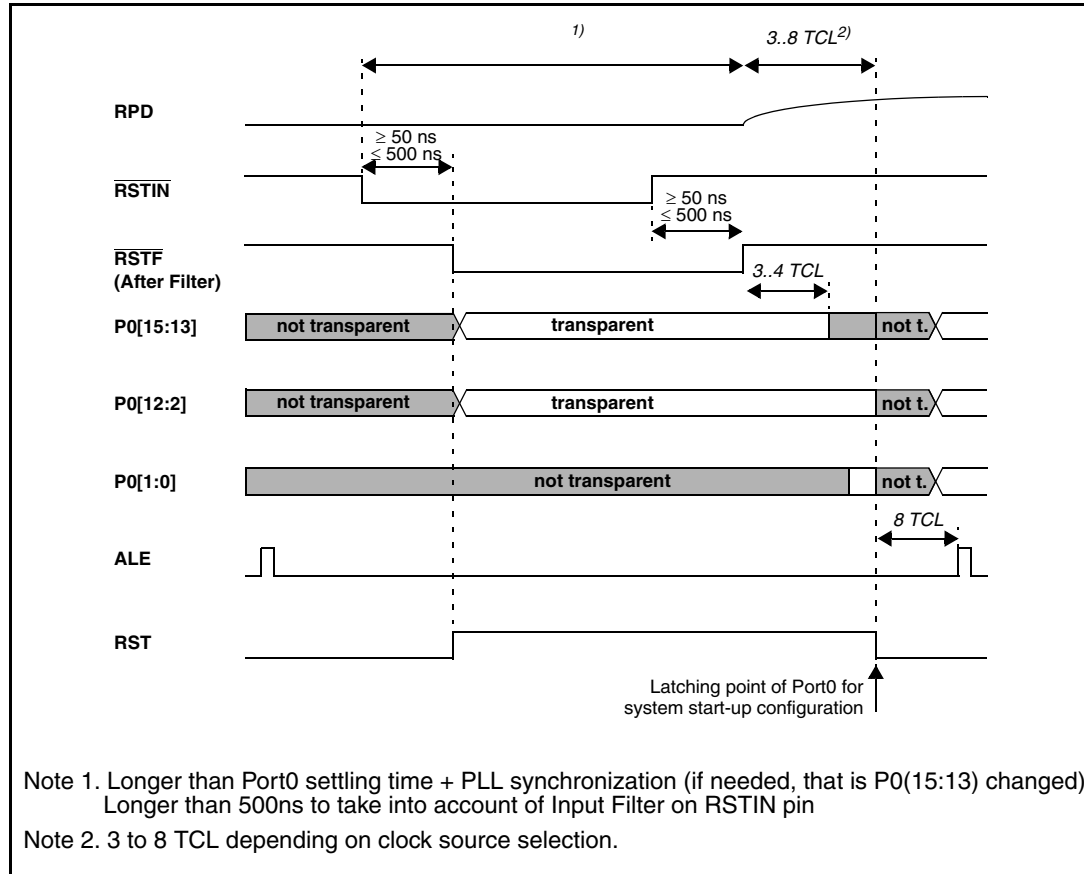 1)
3..8 TCL2)
RPD
≥ 50 ns
≤ 500 ns
RSTIN
≥ 50 ns
≤ 500 ns
RSTF
(After Filter)
3..4 TCL
P0[15:13]
not transparent
transparent
not t.
P0[12:2]
not transparent
transparent
not t.
P0[1:0]
not transparent
not t.
8 TCL
ALE
RST
Latching point of Port0 for
system start-up configuration
Note 1. Longer than Port0 settling time + PLL synchronization (if needed, that is P0(15:13) changed)
Longer than 500ns to take into account of Input Filter on RSTIN pin
Note 2. 3 to 8 TCL depending on clock source selection.